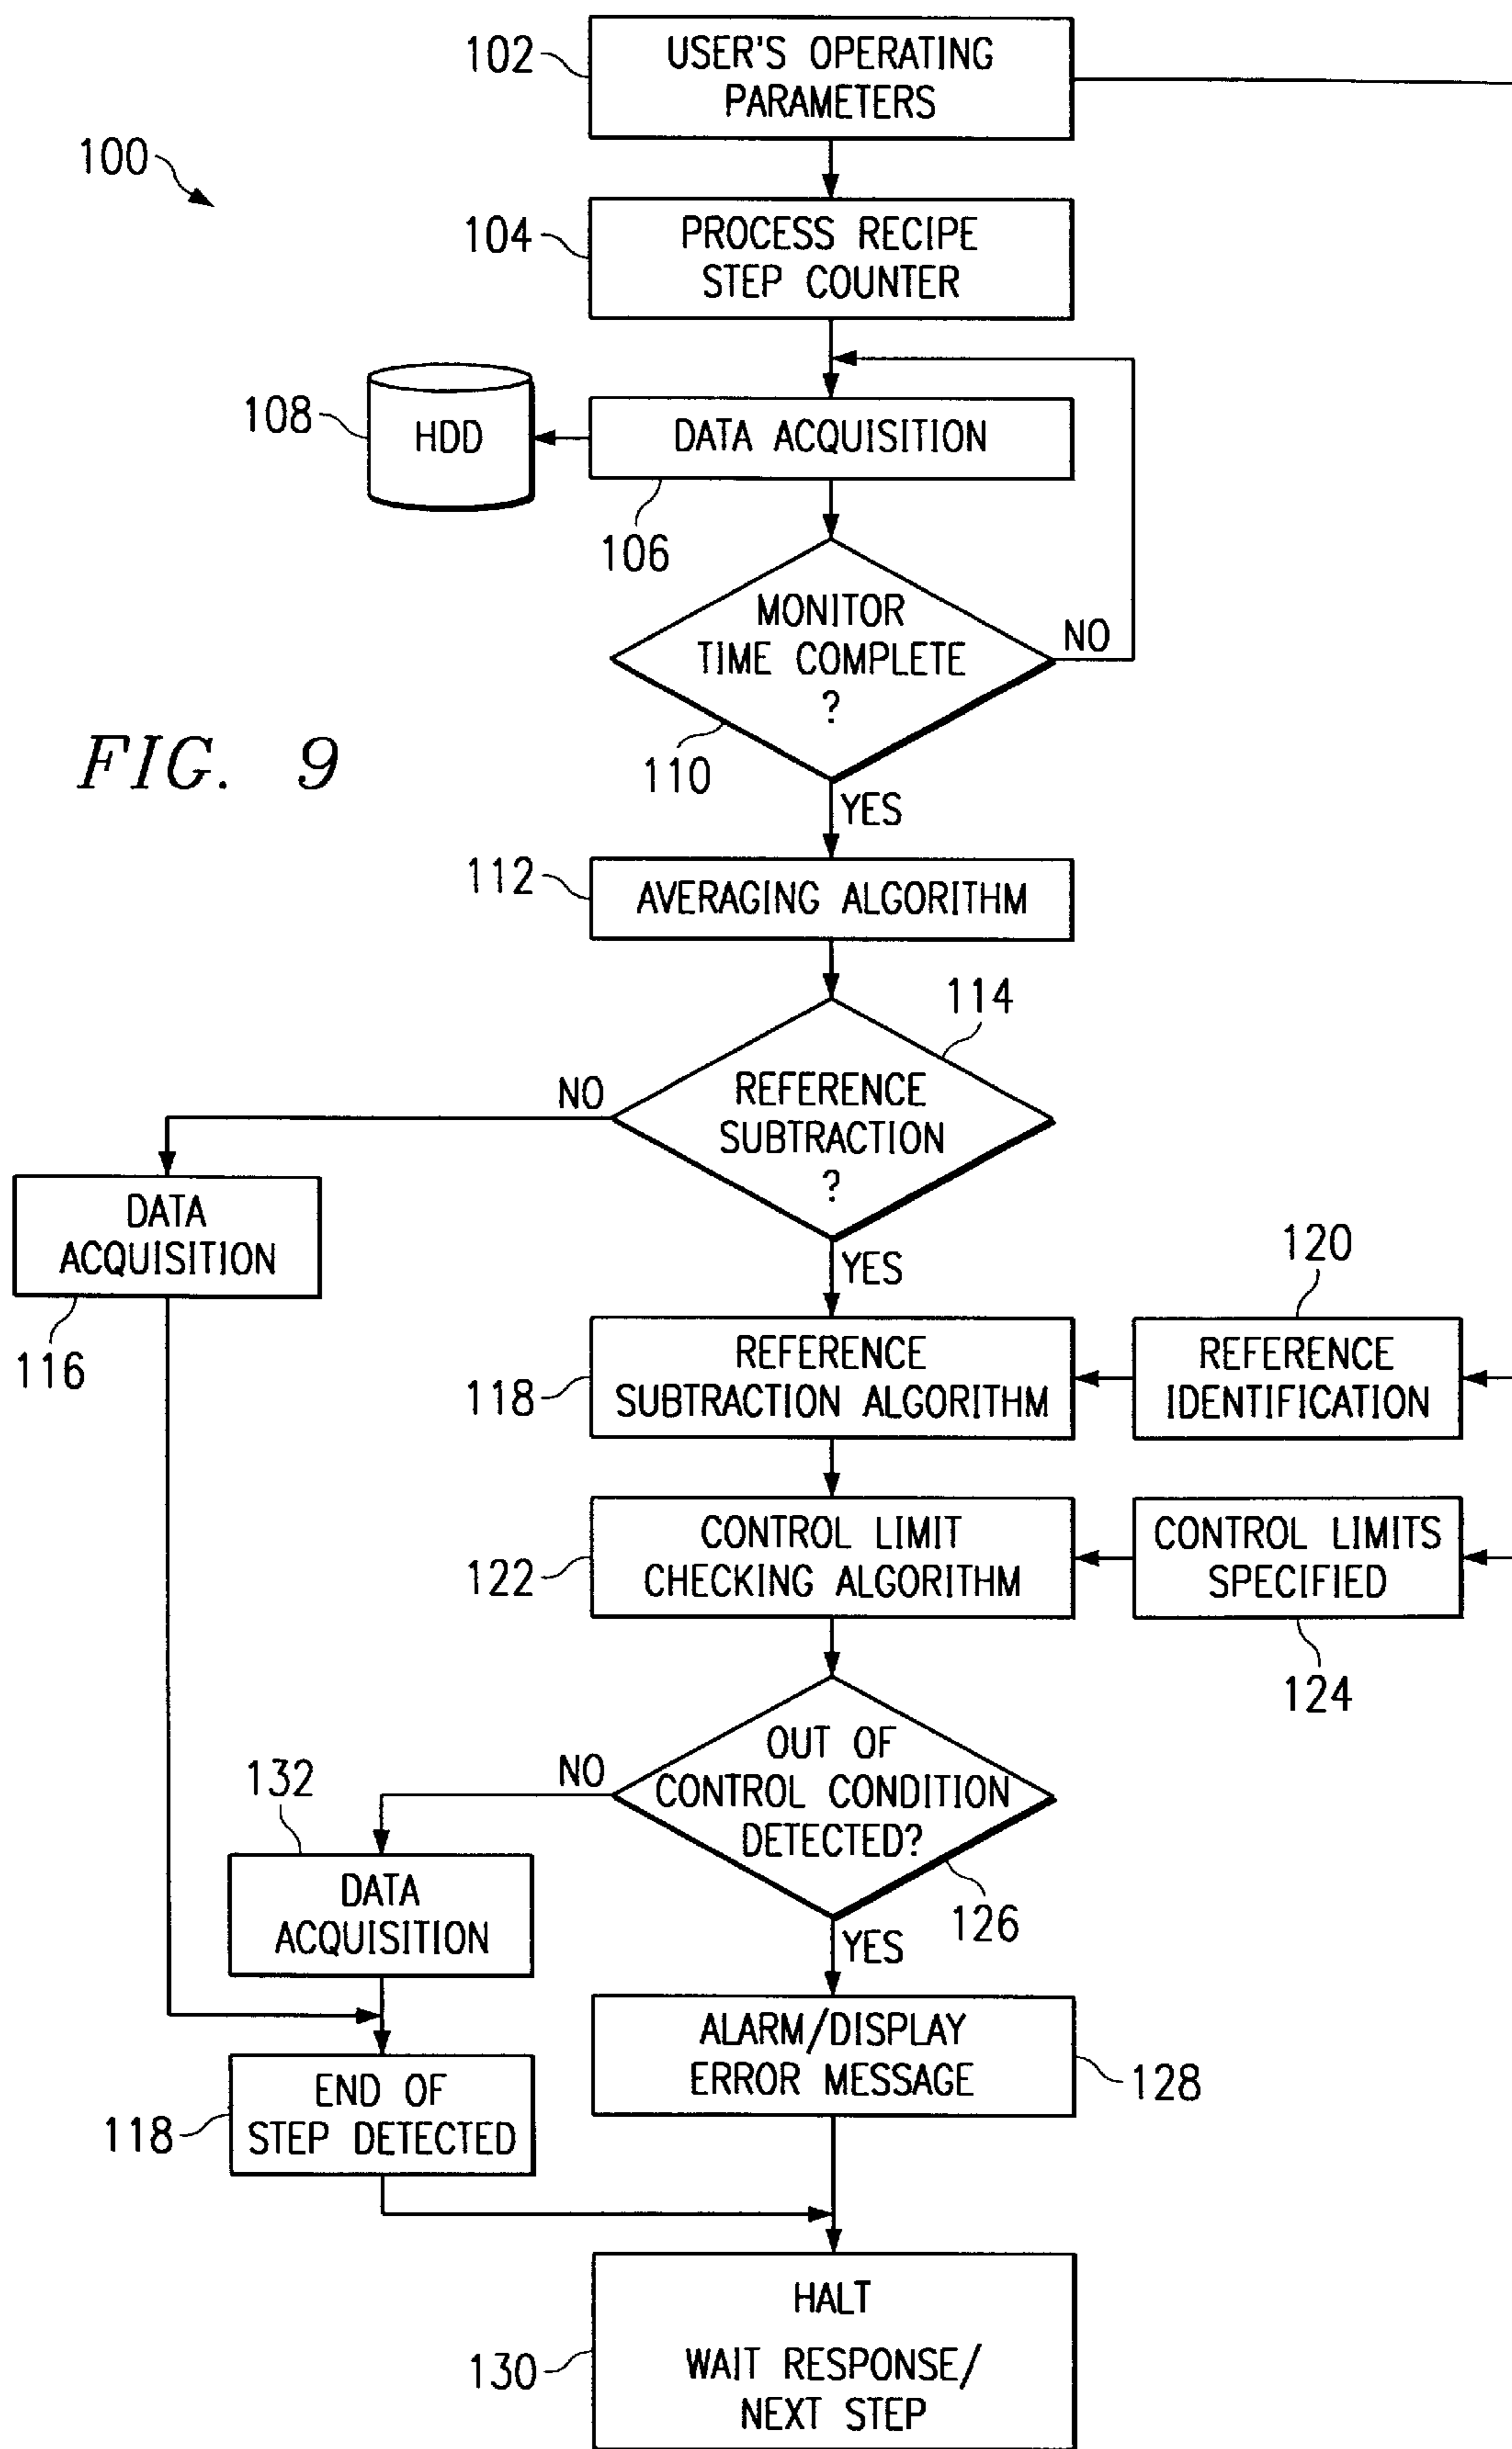 102
USER'S OPERATING
PARAMETERS
100
104
PROCESS RECIPE
STEP COUNTER
108
HDD
DATA ACQUISITION
106
MONITOR
TIME COMPLETE
?
NO
110
FIG. 9
YES
112
AVERAGING ALGORITHM
114
NO
REFERENCE
SUBTRACTION
?
DATA
ACQUISITION
116
YES
120
118
REFERENCE
SUBTRACTION ALGORITHM
REFERENCE
IDENTIFICATION
122
CONTROL LIMIT
CHECKING ALGORITHM
CONTROL LIMITS
SPECIFIED
124
132
NO
OUT OF
CONTROL CONDITION
DETECTED?
126
DATA
ACQUISITION
YES
ALARM/DISPLAY
ERROR MESSAGE
128
118
END OF
STEP DETECTED
130
HALT
WAIT RESPONSE/
NEXT STEP